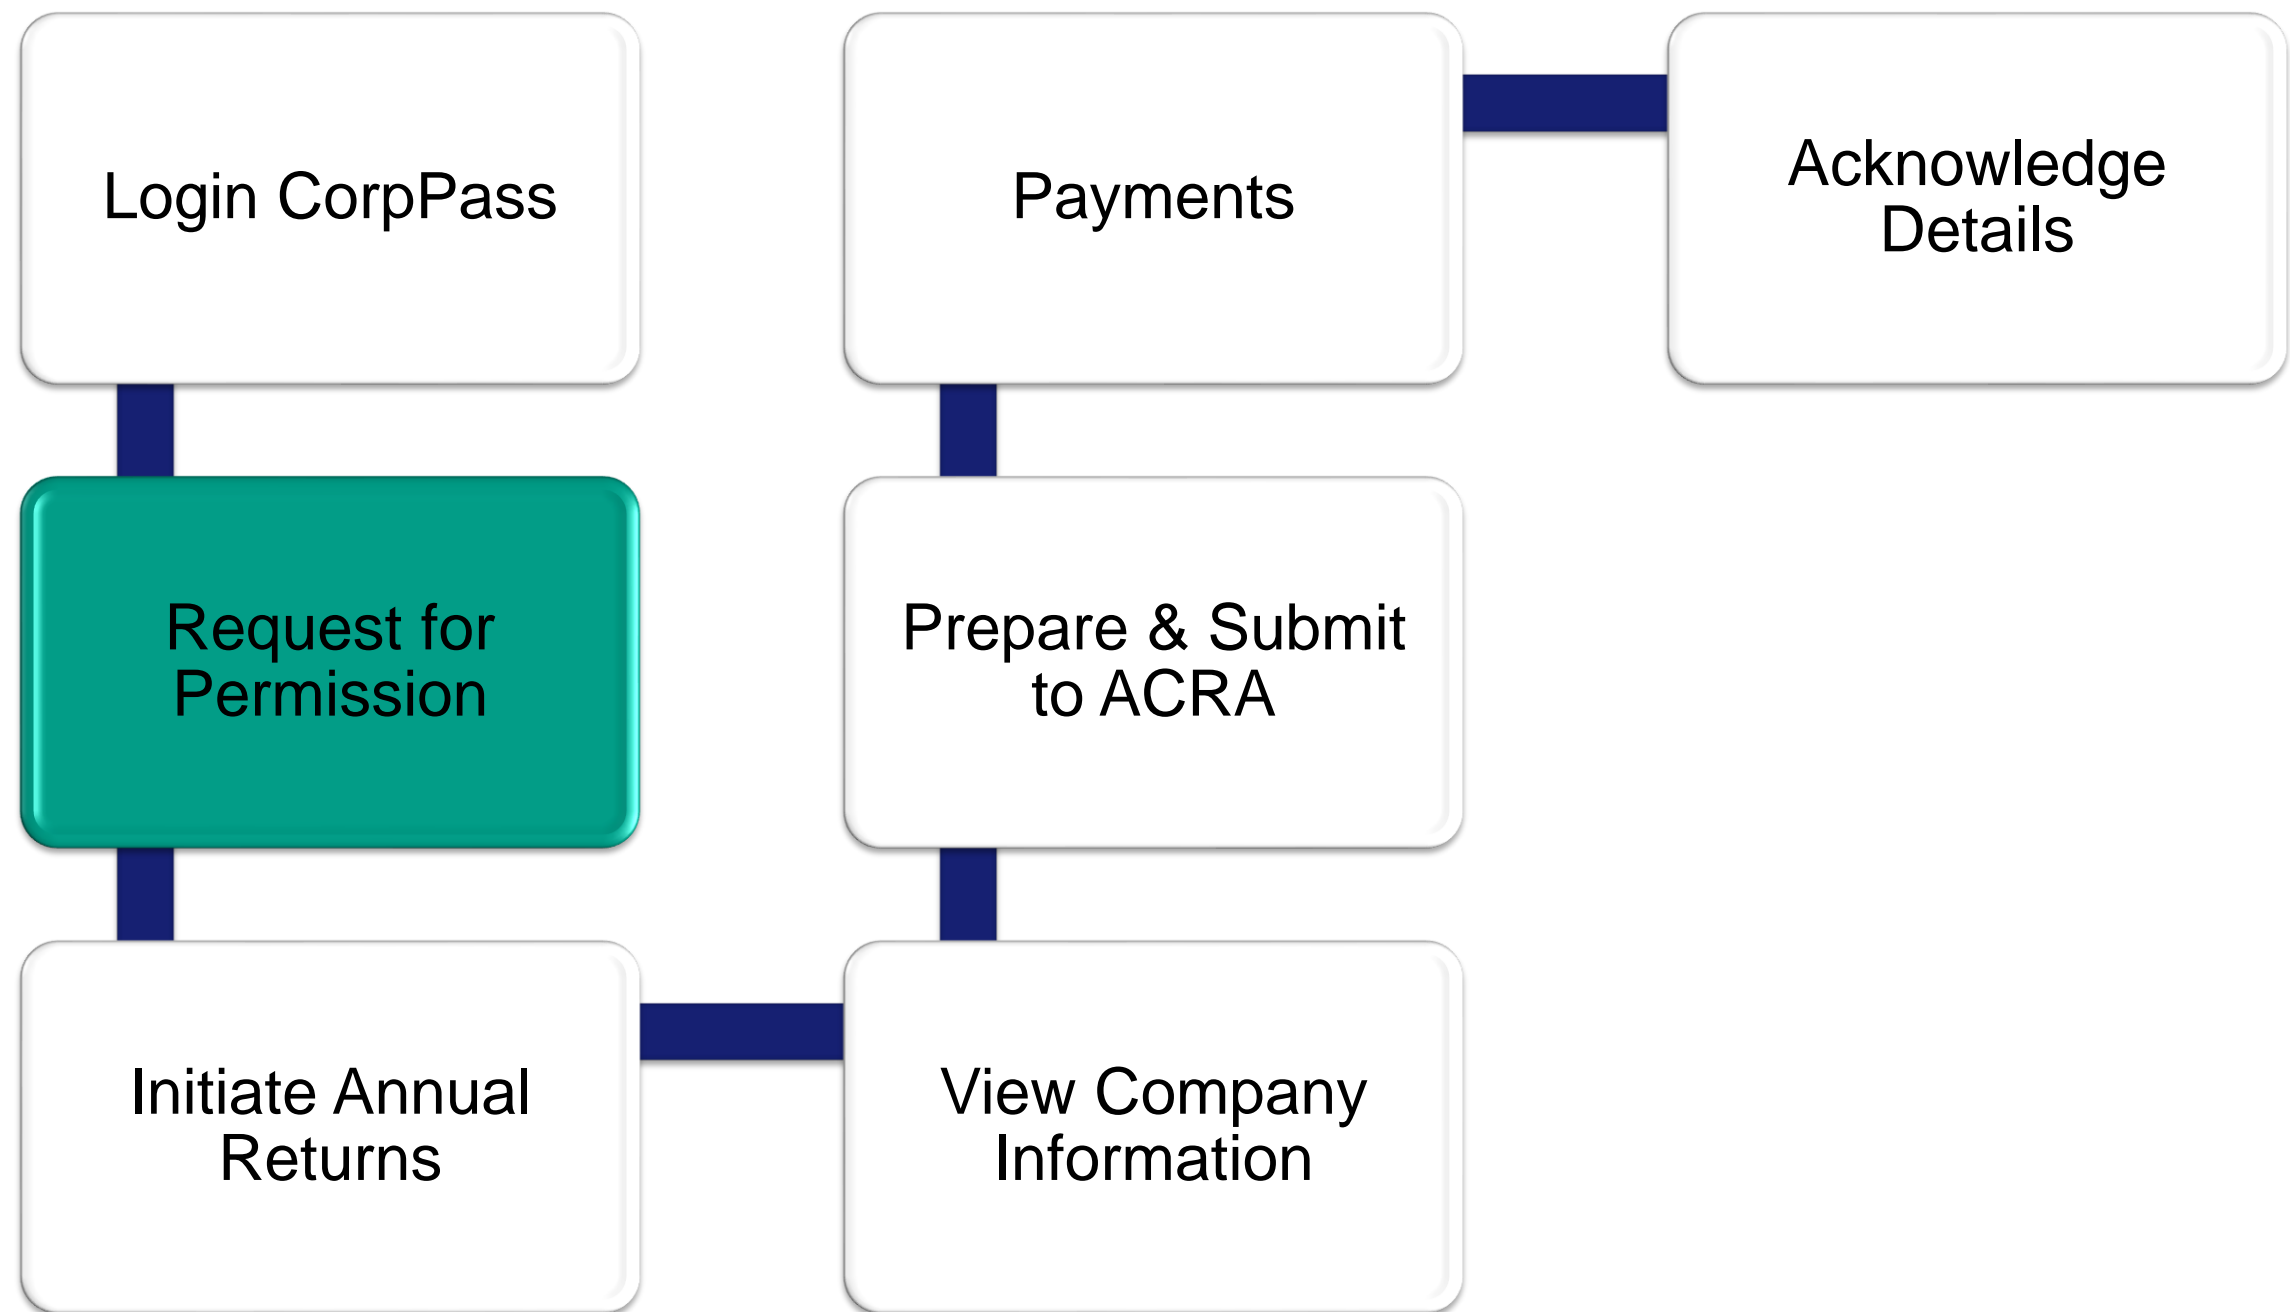 Login CorpPass
Request for
Permission
Initiate Annual
Returns
View Company
Information
Prepare & Submit
to ACRA
Payments
Acknowledge
Details